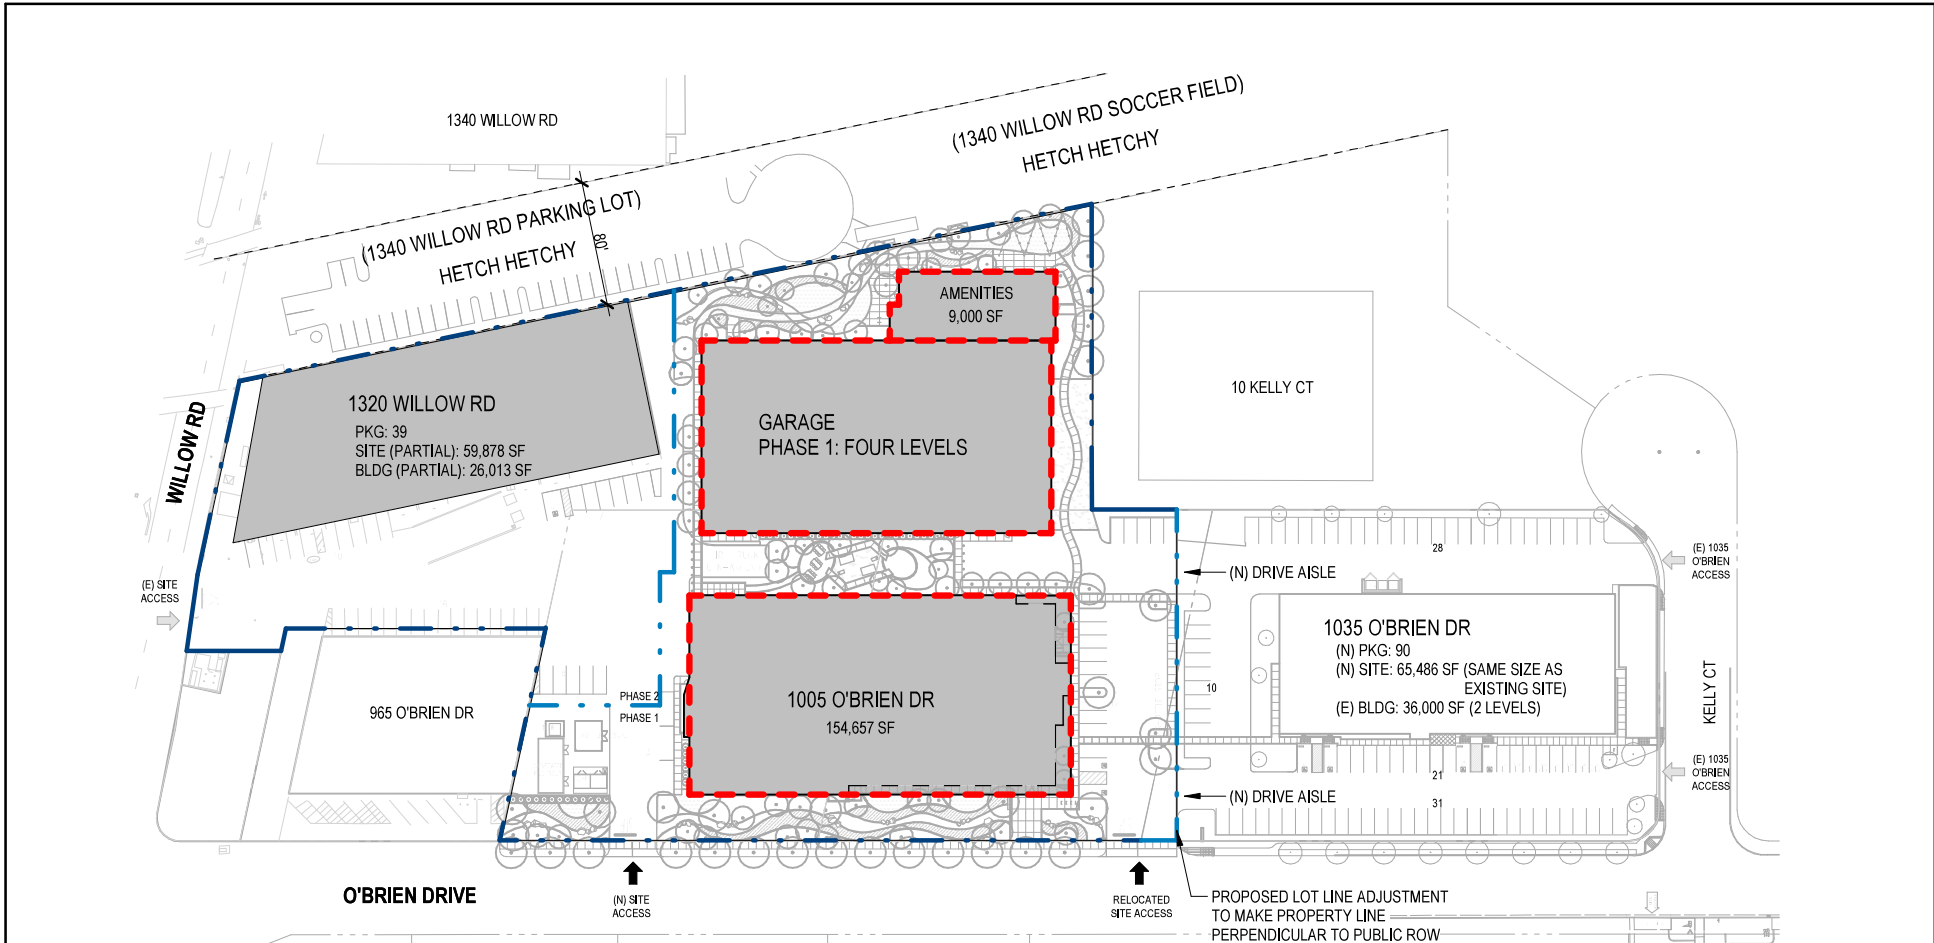 1340 WILLOW RD
(1340 WILLOW RD SOCCER FIELD)
HETCH HETCHY
(1340 WILLOW RD PARKING LOT)
HETCH HETCHY
80'
AMENITIES
9,000 SF
10 KELLY CT
1320 WILLOW RD
PKG: 39
SITE (PARTIAL): 59,878 SF
BLDG (PARTIAL): 26,013 SF
WILLOW RD
GARAGE
PHASE 1: FOUR LEVELS
28
(E) SITE
ACCESS
(N) DRIVE AISLE
(E) 1035
O'BRIEN
ACCESS
1035 O'BRIEN DR
(N) PKG: 90
(N) SITE: 65,486 SF (SAME SIZE AS
EXISTING SITE)
(E) BLDG: 36,000 SF (2 LEVELS)
10
KELLY CT
965 O'BRIEN DR
PHASE 2
PHASE 1
1005 O'BRIEN DR
154,657 SF
21
31
(E) 1035
O'BRIEN
ACCESS
(N) DRIVE AISLE
O'BRIEN DRIVE
(N) SITE
ACCESS
RELOCATED
SITE ACCESS
PROPOSED LOT LINE ADJUSTMENT
TO MAKE PROPERTY LINE
PERPENDICULAR TO PUBLIC ROW